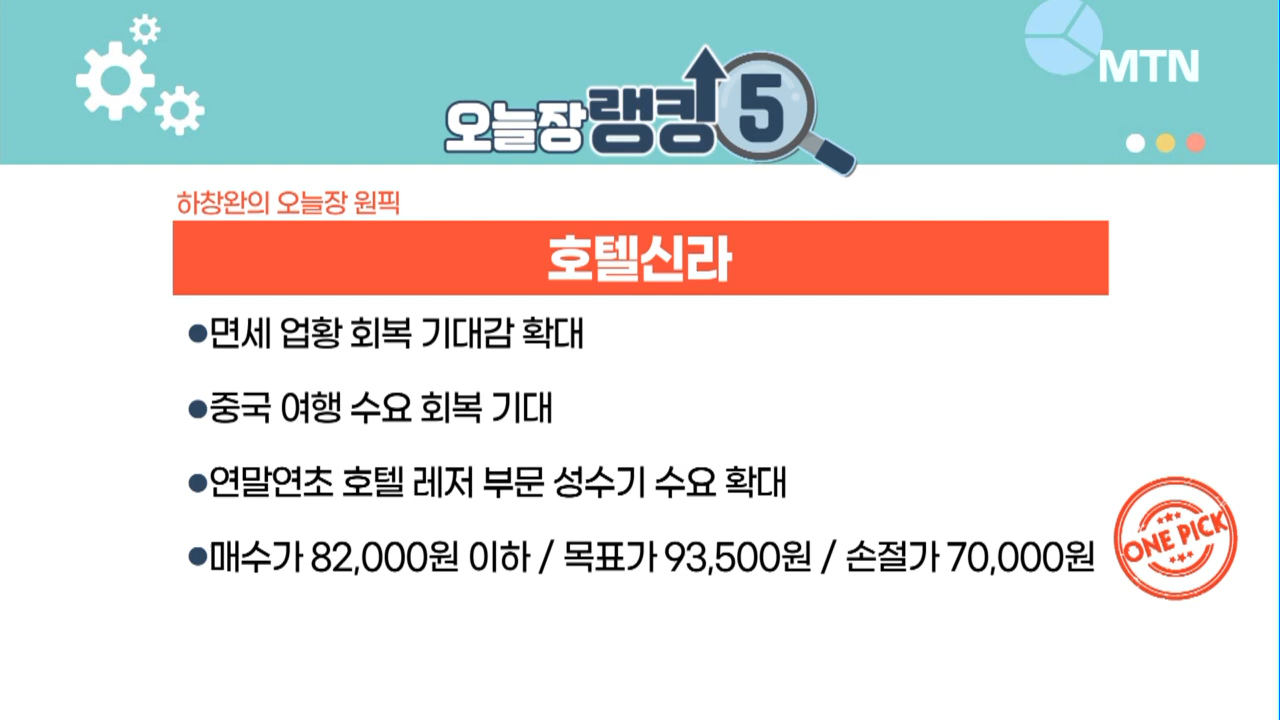 MTN
오늘장랭킹 5
하창완의 오늘장 원픽
호텔신라
●면세 업황 회복 기대감 확대
●중국 여행 수요 회복 기대
●연말연초 호텔 레저 부문 성수기 수요 확대
●매수가 82,000원 이하 / 목표가 93,500원 / 손절가 70,000원
ONE PICK